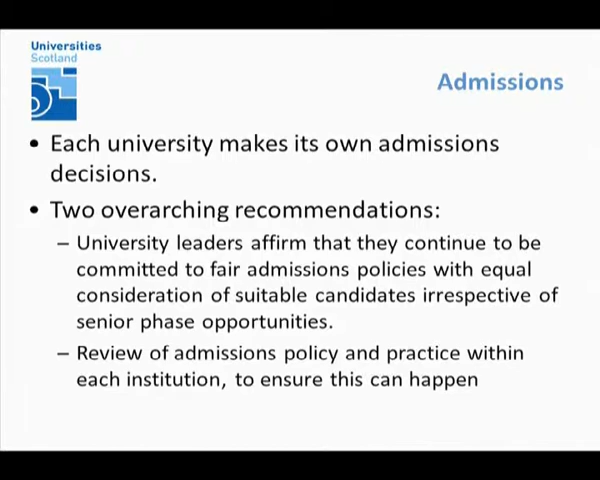 Universities
Scotland
Admissions
• Each university makes its own admissions
decisions.
• Two overarching recommendations:
– University leaders affirm that they continue to be
committed to fair admissions policies with equal
consideration of suitable candidates irrespective of
senior phase opportunities.
– Review of admissions policy and practice within
each institution, to ensure this can happen